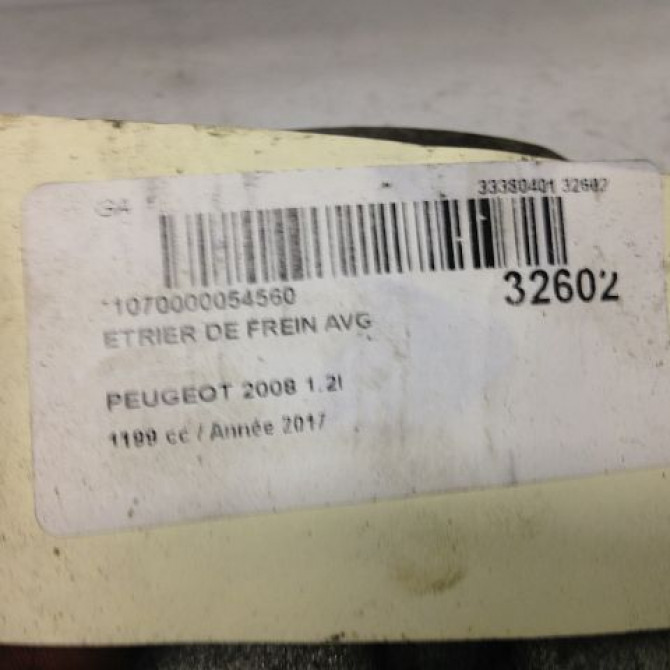 G4 33380401 32602
*1070000054560 32602
ETRIER DE FREIN AVG
PEUGEOT 2008 1.2I
1199 cc / Année 2017